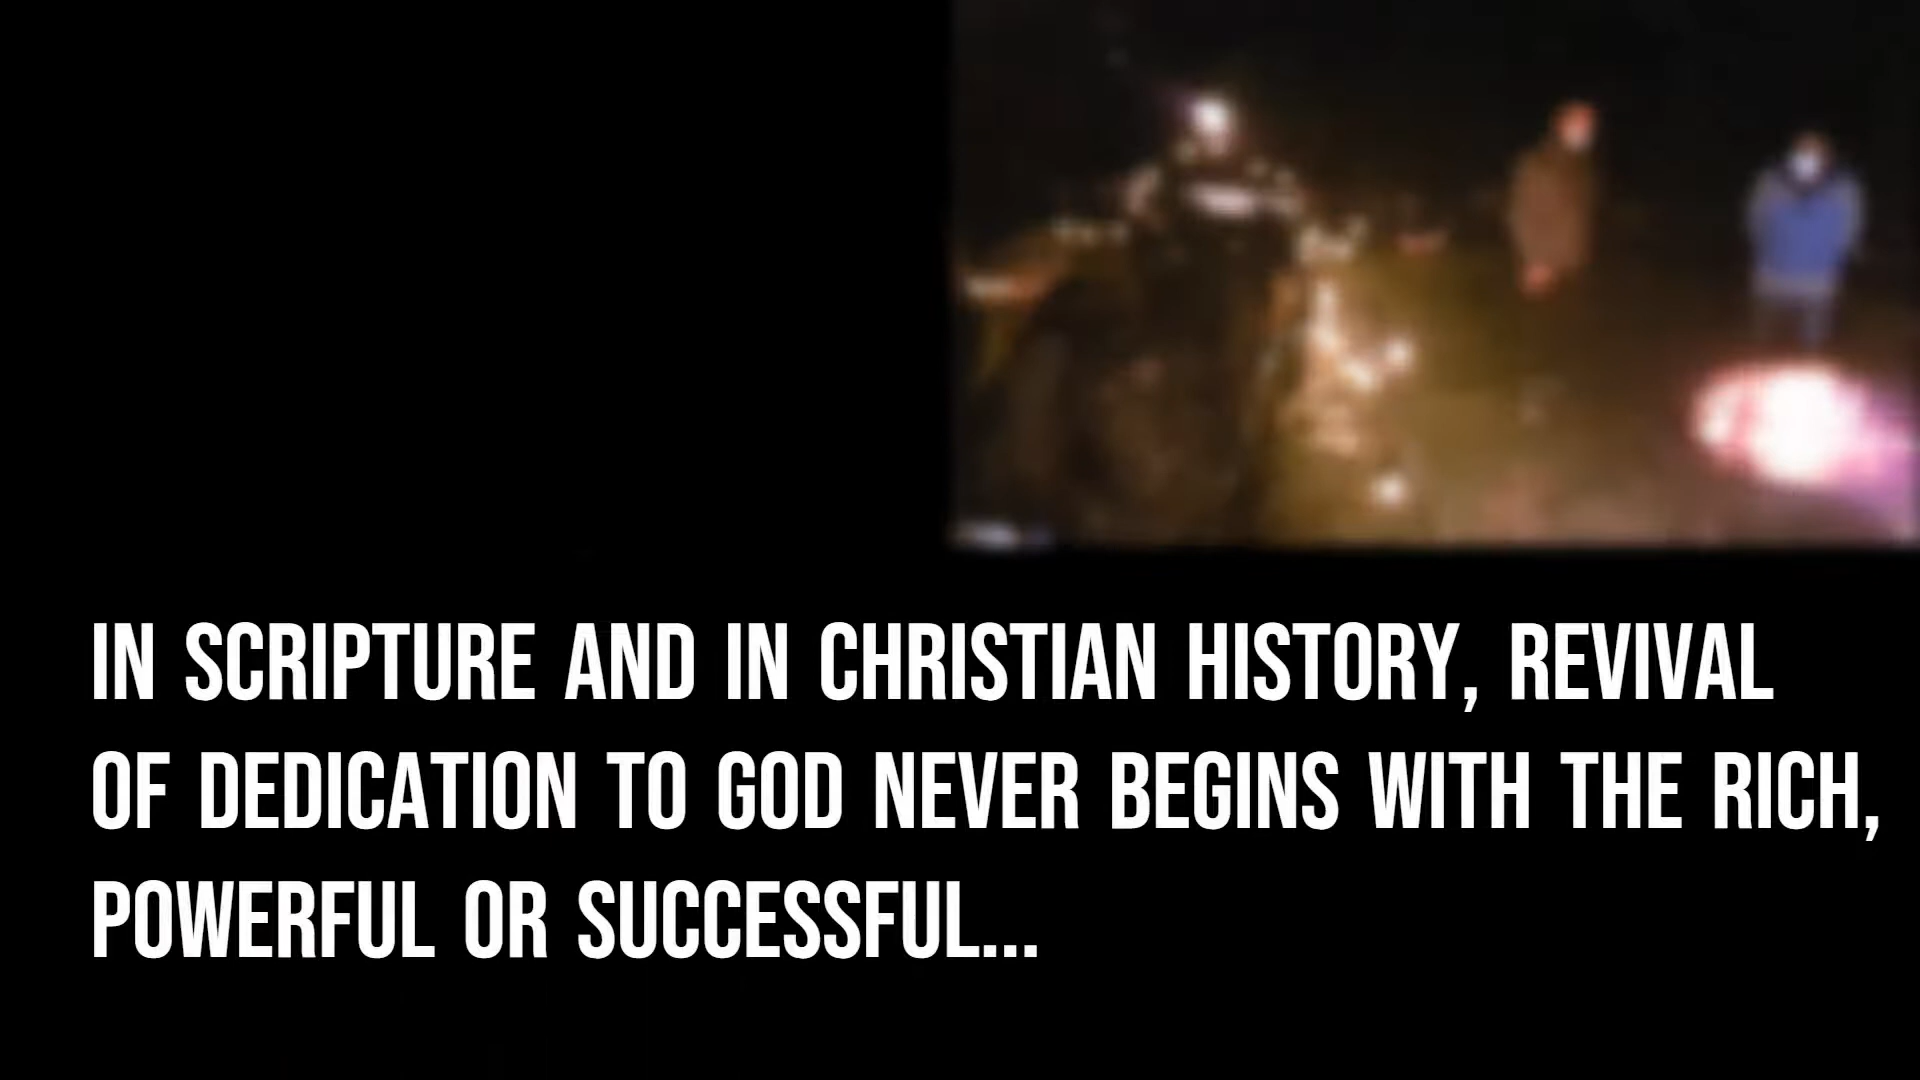 IN SCRIPTURE AND IN CHRISTIAN HISTORY, REVIVAL
OF DEDICATION TO GOD NEVER BEGINS WITH THE RICH,
POWERFUL OR SUCCESSFUL...